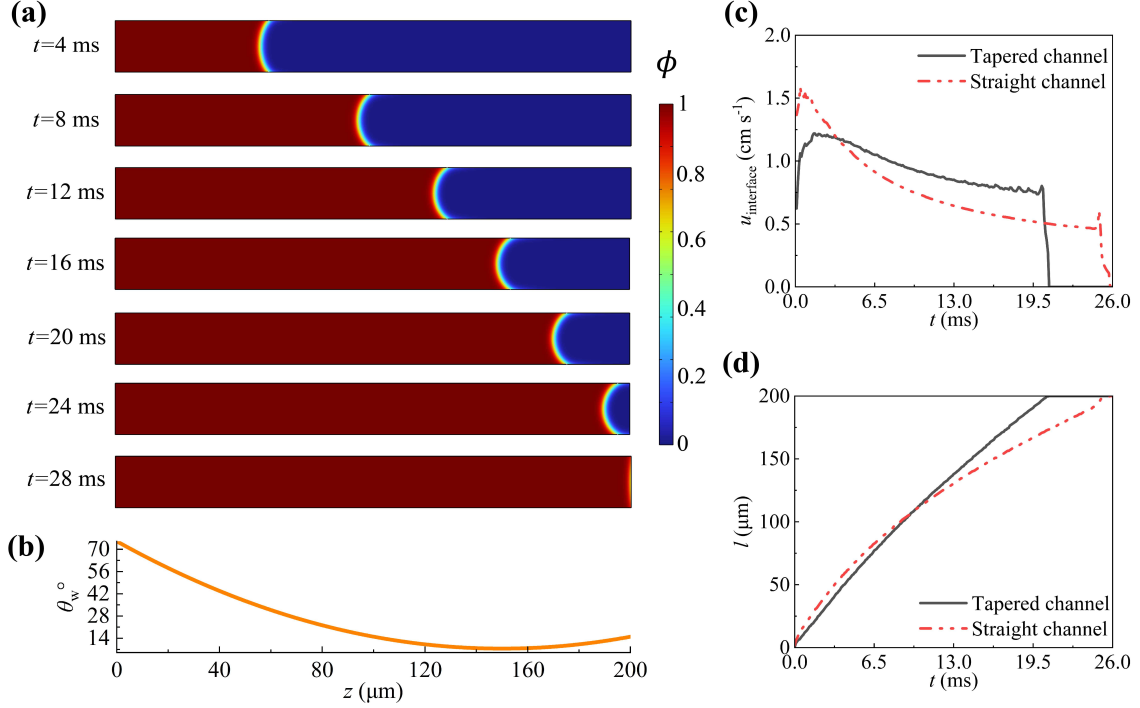 (a)
t=4 ms
t=8 ms
t=12 ms
t=16 ms
t=20 ms
t=24 ms
t=28 ms
ϕ
1
0.8
0.6
0.4
0.2
0
(b)
θw°
70
56
42
28
14
0 40 80 120 160 200
z (μm)
(c)
2.0
1.5
1.0
0.5
0.0
uinterface (cm s⁻¹)
Tapered channel
Straight channel
0.0 6.5 13.0 19.5 26.0
t (ms)
(d)
200
150
100
50
0
l (μm)
Tapered channel
Straight channel
0.0 6.5 13.0 19.5 26.0
t (ms)